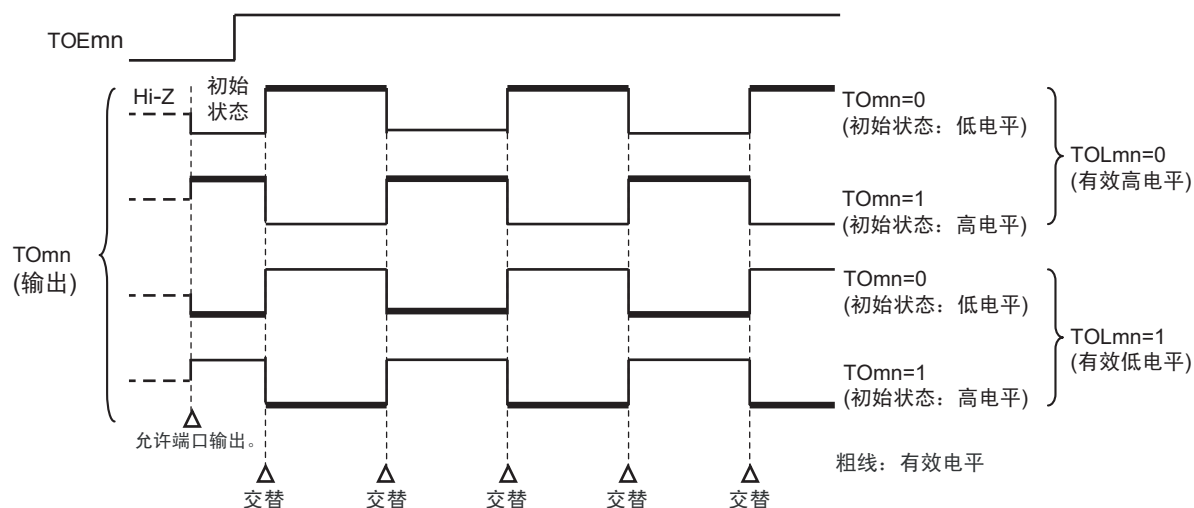 TOEmn
Hi-Z
初始
状态
TOmn=0
(初始状态：低电平)
TOLmn=0
(有效高电平)
TOmn=1
(初始状态：高电平)
TOmn
(输出)
TOmn=0
(初始状态：低电平)
TOLmn=1
(有效低电平)
TOmn=1
(初始状态：高电平)
允许端口输出。
粗线：有效电平
交替 交替 交替 交替 交替